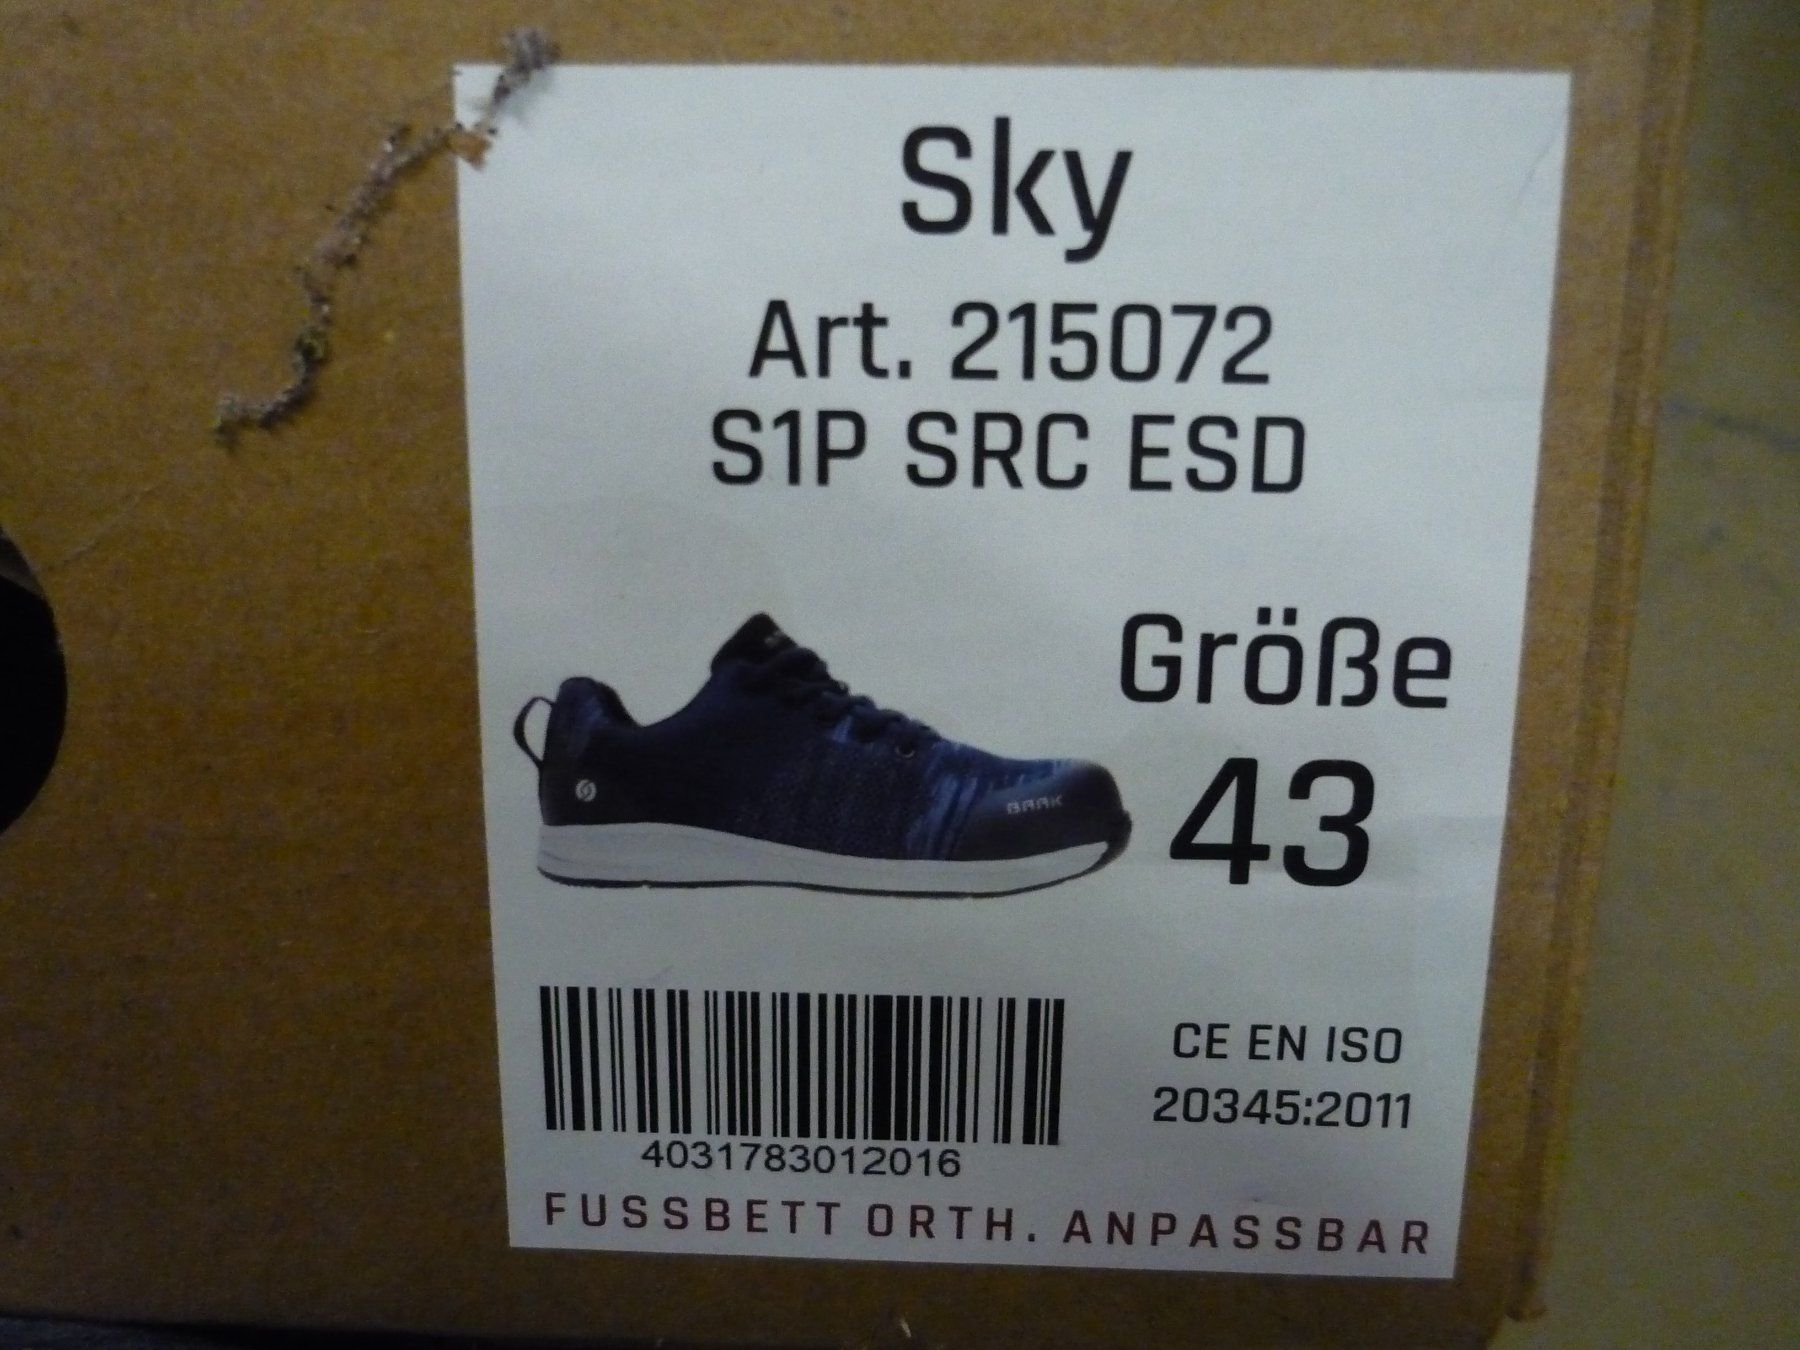 Sky
Art. 215072
S1P SRC ESD
Größe
43
BAAK
CE EN ISO
20345:2011
4031783012016
FUSSBETT ORTH. ANPASSBAR